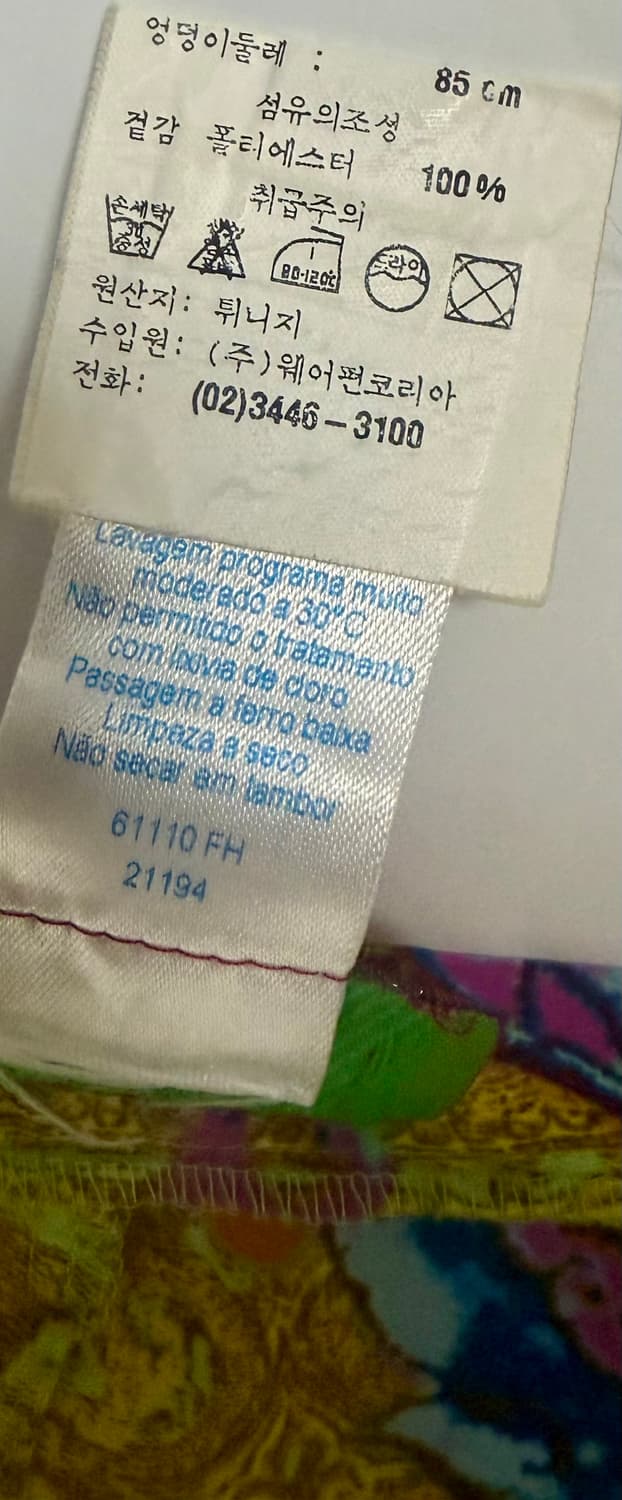 엉덩이둘레 : 85 cm
섬유의조성
겉감 폴티에스터 100%
취급주의
손세탁 30 중성
80-120℃
드라이
원산지: 튀니지
수입원: (주)웨어펀코리아
전화: (02)3446-3100
Lavagem programa muito
moderado a 30°C
Não permitido o tratamento
com lixivia de cloro
Passagem a ferro baixa
Limpaza a seco
Não secar em tambor
61110 FH
21194